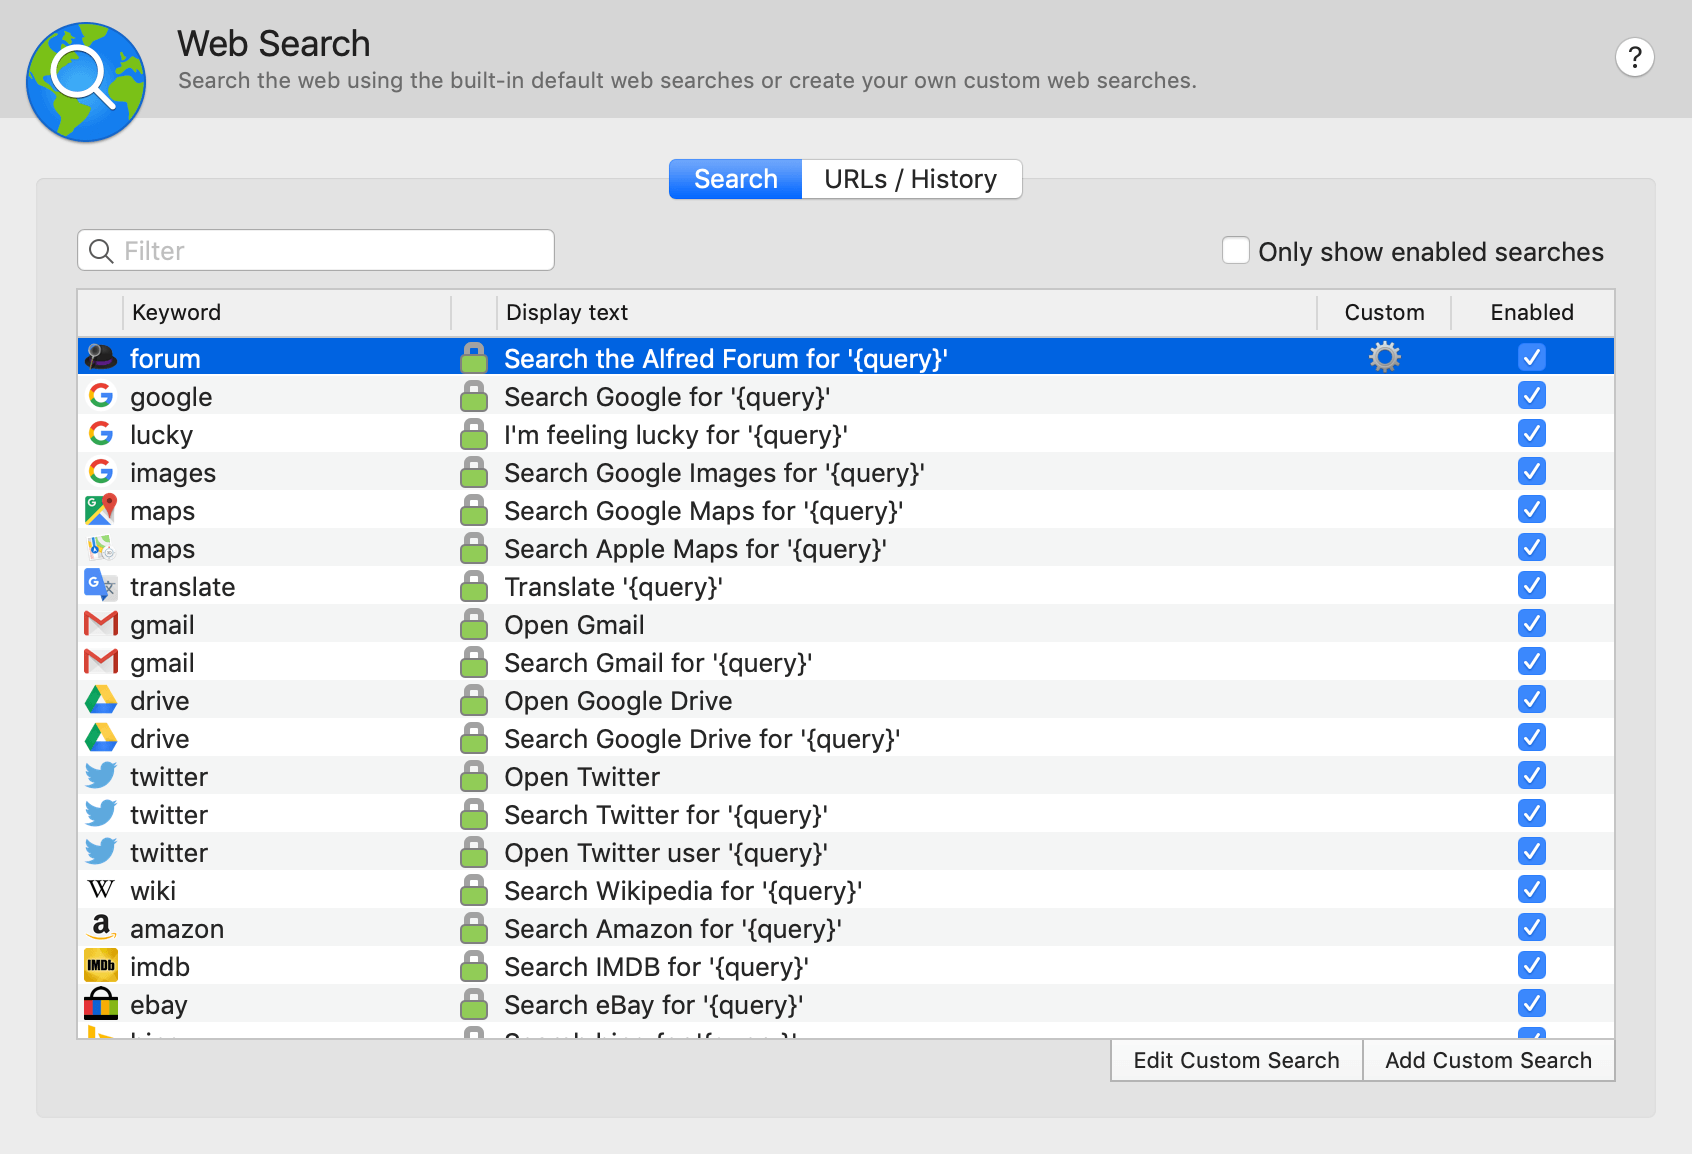 Web Search
Search the web using the built-in default web searches or create your own custom web searches.
?
Search URLs / History
Filter
Only show enabled searches
Keyword Display text Custom Enabled
forum Search the Alfred Forum for '{query}'
google Search Google for '{query}'
lucky I'm feeling lucky for '{query}'
images Search Google Images for '{query}'
maps Search Google Maps for '{query}'
maps Search Apple Maps for '{query}'
translate Translate '{query}'
gmail Open Gmail
gmail Search Gmail for '{query}'
drive Open Google Drive
drive Search Google Drive for '{query}'
twitter Open Twitter
twitter Search Twitter for '{query}'
twitter Open Twitter user '{query}'
W wiki Search Wikipedia for '{query}'
a amazon Search Amazon for '{query}'
IMDb imdb Search IMDB for '{query}'
ebay Search eBay for '{query}'
Edit Custom Search Add Custom Search